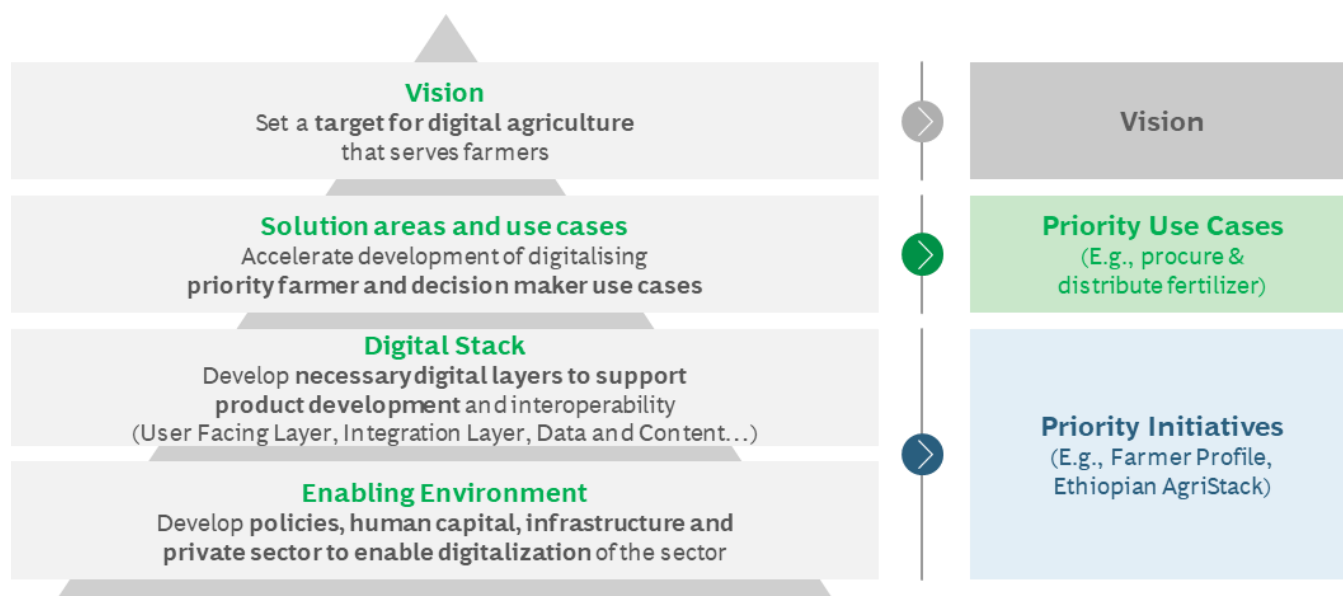 Vision
Set a target for digital agriculture
that serves farmers
Vision
Solution areas and use cases
Accelerate development of digitalising
priority farmer and decision maker use cases
Priority Use Cases
(E.g., procure &
distribute fertilizer)
Digital Stack
Develop necessary digital layers to support
product development and interoperability
(User Facing Layer, Integration Layer, Data and Content...)
Enabling Environment
Develop policies, human capital, infrastructure and
private sector to enable digitalization of the sector
Priority Initiatives
(E.g., Farmer Profile,
Ethiopian AgriStack)